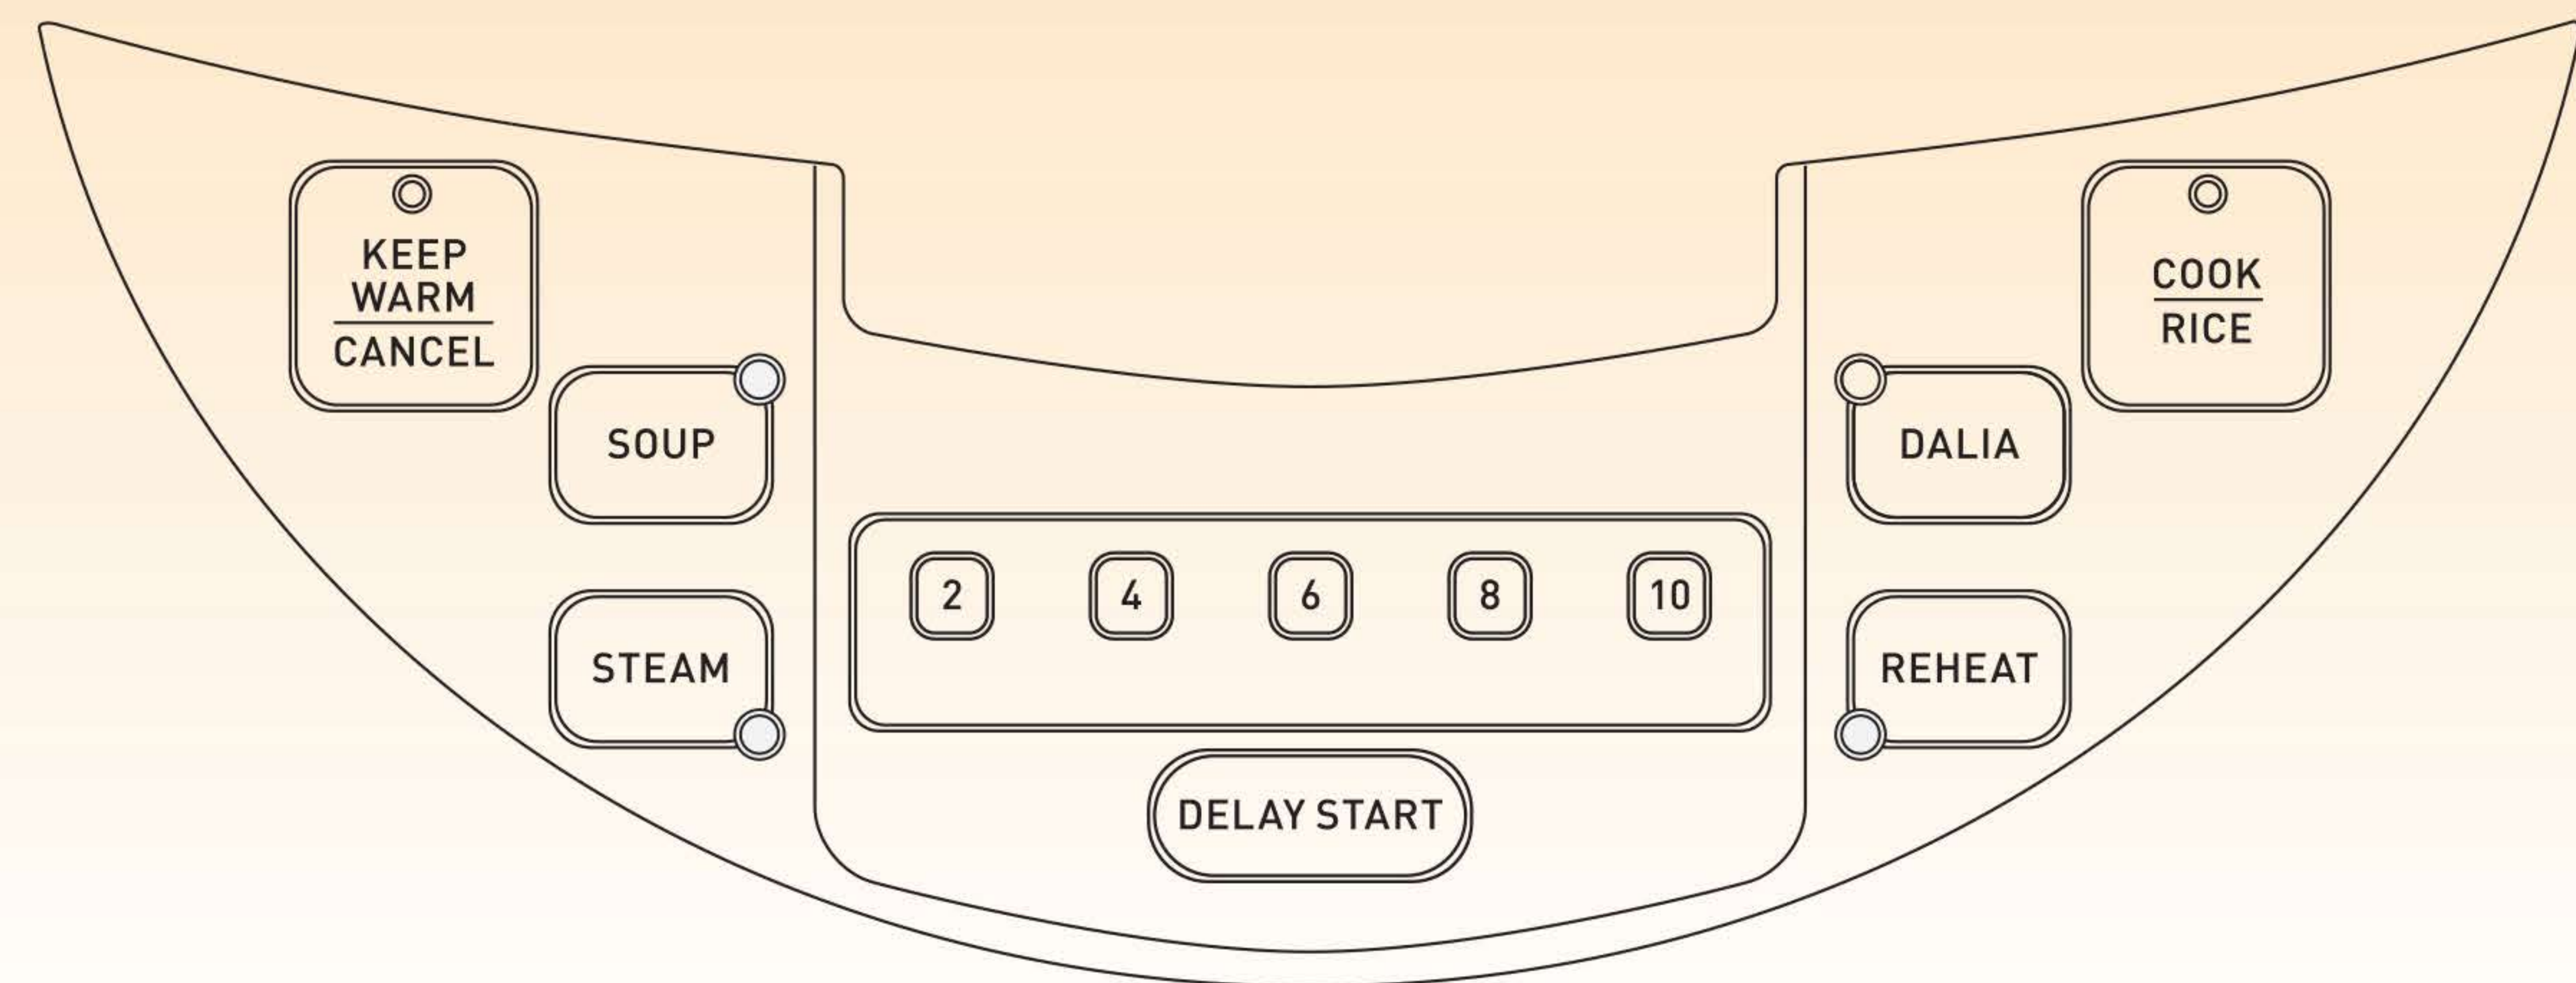 KEEP
WARM
CANCEL
COOK
RICE
SOUP
DALIA
2 4 6 8 10
STEAM
REHEAT
DELAY START